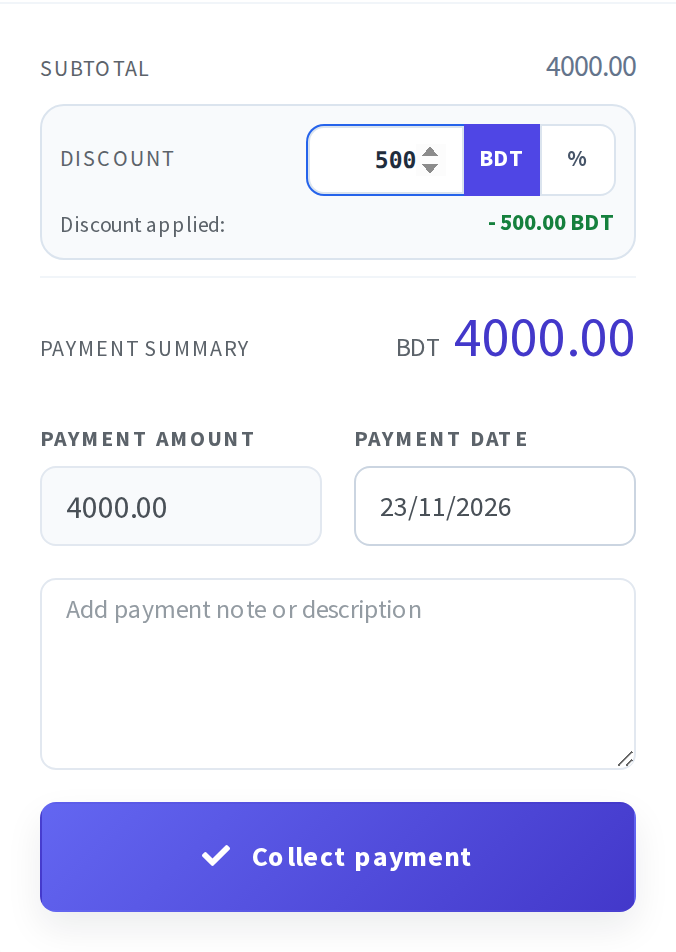 SUBTOTAL 4000.00
DISCOUNT 500 BDT %
Discount applied: - 500.00 BDT
PAYMENT SUMMARY BDT 4000.00
PAYMENT AMOUNT PAYMENT DATE
4000.00 23/11/2026
Add payment note or description
Collect payment